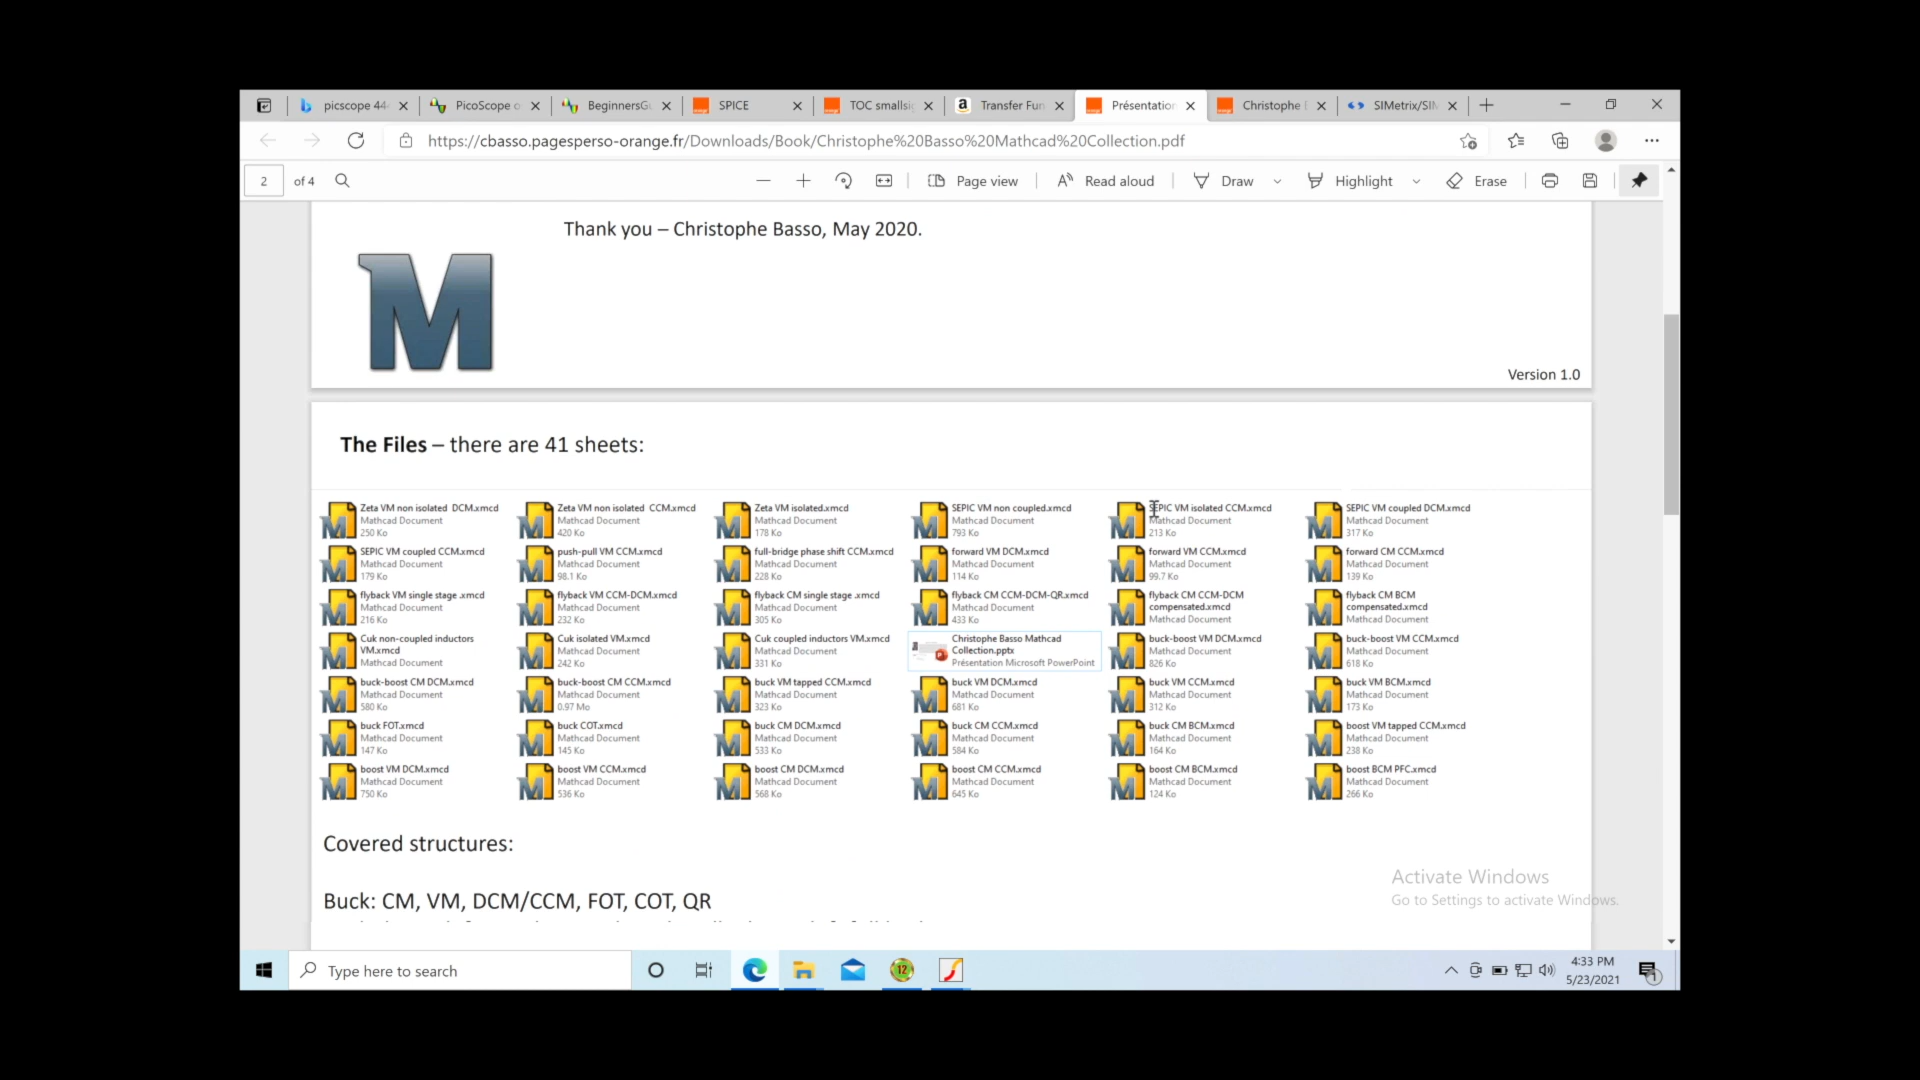 picscope 44
PicoScope o
BeginnersGu
SPICE
TOC smallsi
Transfer Fun
Présentation
Christophe
SIMetrix/SIM
https://cbasso.pagesperso-orange.fr/Downloads/Book/Christophe%20Basso%20Mathcad%20Collection.pdf
2 of 4
Page view
Read aloud
Draw
Highlight
Erase
Thank you – Christophe Basso, May 2020.
M
Version 1.0
The Files – there are 41 sheets:
Zeta VM non isolated DCM.xmcd
Mathcad Document
250 Ko
Zeta VM non isolated CCM.xmcd
Mathcad Document
420 Ko
Zeta VM isolated.xmcd
Mathcad Document
178 Ko
SEPIC VM non coupled.xmcd
Mathcad Document
793 Ko
SEPIC VM isolated CCM.xmcd
Mathcad Document
213 Ko
SEPIC VM coupled DCM.xmcd
Mathcad Document
317 Ko
SEPIC VM coupled CCM.xmcd
Mathcad Document
179 Ko
push-pull VM CCM.xmcd
Mathcad Document
98.1 Ko
full-bridge phase shift CCM.xmcd
Mathcad Document
228 Ko
forward VM DCM.xmcd
Mathcad Document
114 Ko
forward VM CCM.xmcd
Mathcad Document
99.7 Ko
forward CM CCM.xmcd
Mathcad Document
139 Ko
flyback VM single stage .xmcd
Mathcad Document
216 Ko
flyback VM CCM-DCM.xmcd
Mathcad Document
232 Ko
flyback CM single stage .xmcd
Mathcad Document
305 Ko
flyback CM CCM-DCM-QR.xmcd
Mathcad Document
433 Ko
flyback CM CCM-DCM
compensated.xmcd
Mathcad Document
flyback CM BCM
compensated.xmcd
Mathcad Document
Cuk non-coupled inductors
VM.xmcd
Mathcad Document
Cuk isolated VM.xmcd
Mathcad Document
242 Ko
Cuk coupled inductors VM.xmcd
Mathcad Document
331 Ko
Christophe Basso Mathcad
Collection.pptx
Présentation Microsoft PowerPoint
buck-boost VM DCM.xmcd
Mathcad Document
826 Ko
buck-boost VM CCM.xmcd
Mathcad Document
618 Ko
buck-boost CM DCM.xmcd
Mathcad Document
580 Ko
buck-boost CM CCM.xmcd
Mathcad Document
0.97 Mo
buck VM tapped CCM.xmcd
Mathcad Document
323 Ko
buck VM DCM.xmcd
Mathcad Document
681 Ko
buck VM CCM.xmcd
Mathcad Document
312 Ko
buck VM BCM.xmcd
Mathcad Document
173 Ko
buck FOT.xmcd
Mathcad Document
147 Ko
buck COT.xmcd
Mathcad Document
145 Ko
buck CM DCM.xmcd
Mathcad Document
533 Ko
buck CM CCM.xmcd
Mathcad Document
584 Ko
buck CM BCM.xmcd
Mathcad Document
164 Ko
boost VM tapped CCM.xmcd
Mathcad Document
238 Ko
boost VM DCM.xmcd
Mathcad Document
750 Ko
boost VM CCM.xmcd
Mathcad Document
536 Ko
boost CM DCM.xmcd
Mathcad Document
568 Ko
boost CM CCM.xmcd
Mathcad Document
645 Ko
boost CM BCM.xmcd
Mathcad Document
124 Ko
boost BCM PFC.xmcd
Mathcad Document
266 Ko
Covered structures:
Buck: CM, VM, DCM/CCM, FOT, COT, QR
Activate Windows
Go to Settings to activate Windows.
Type here to search
12
4:33 PM
5/23/2021
1